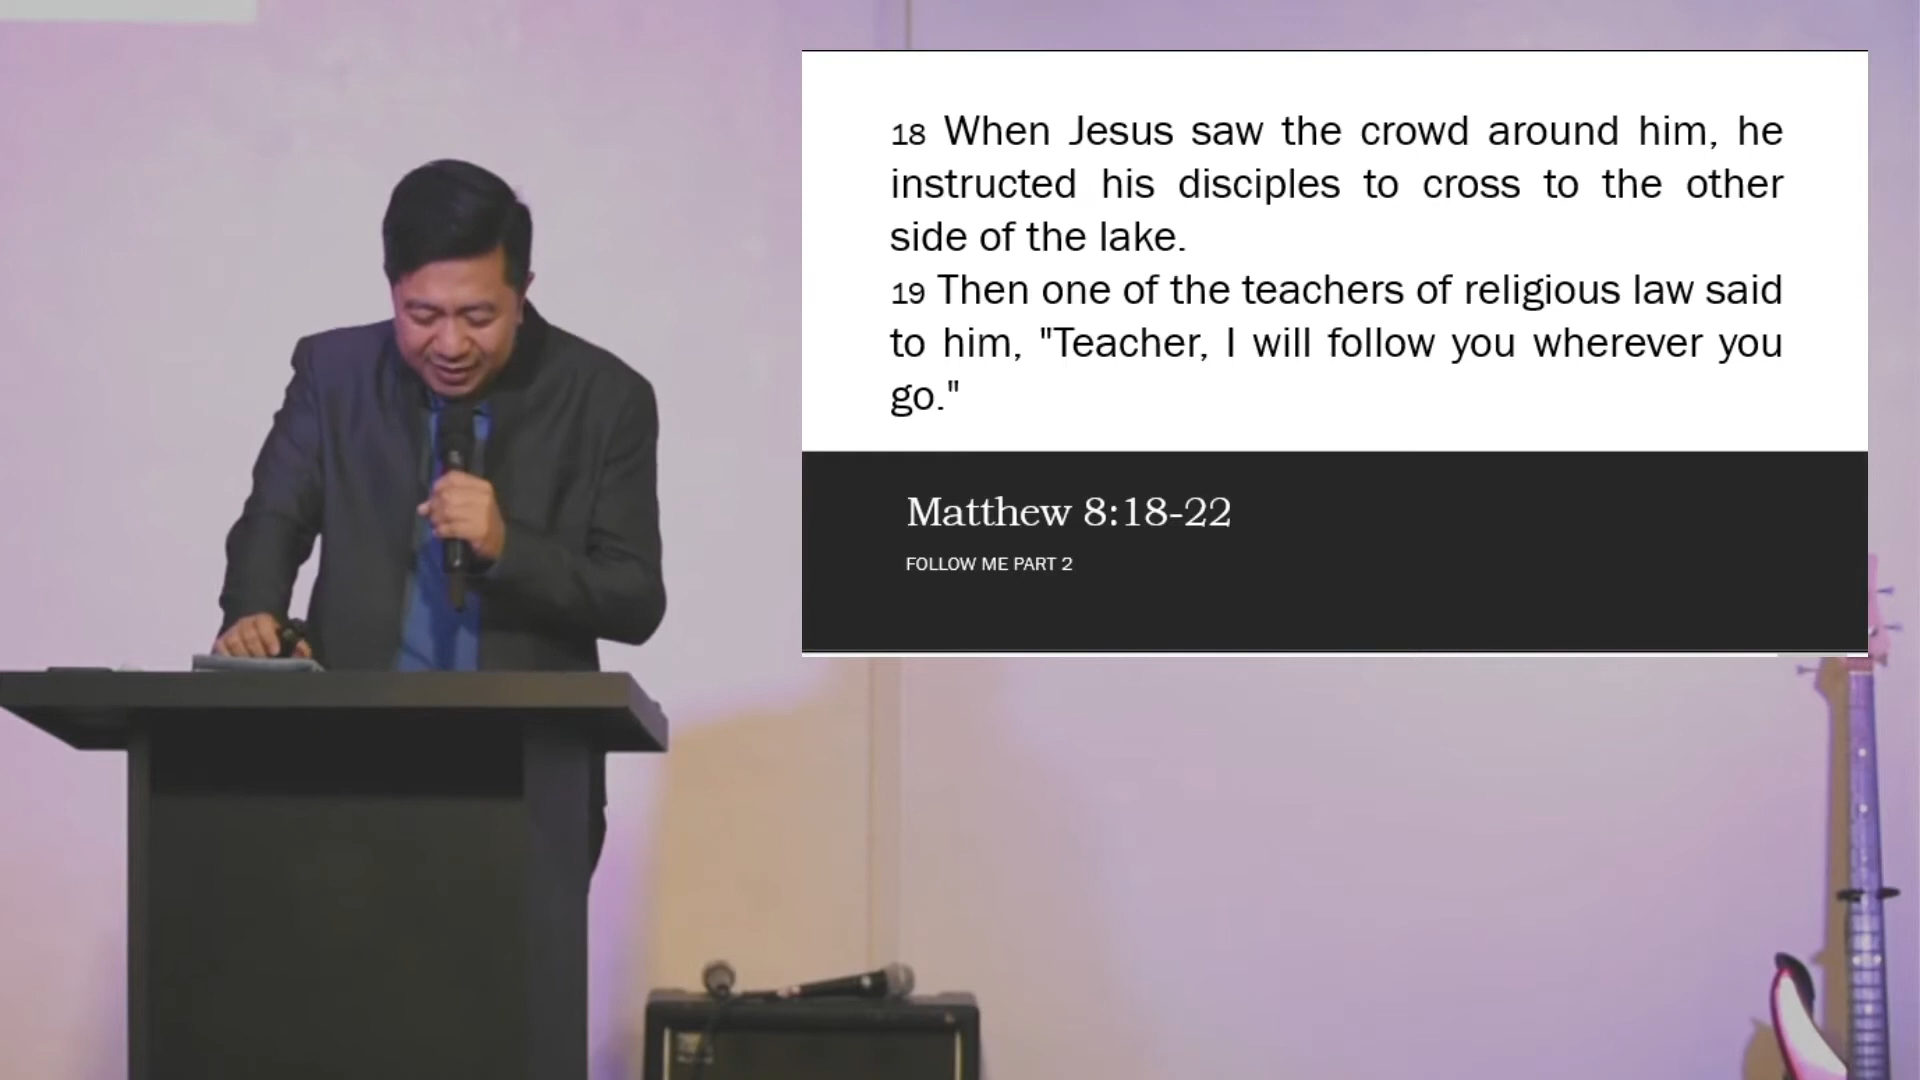 18 When Jesus saw the crowd around him, he
instructed his disciples to cross to the other
side of the lake.
19 Then one of the teachers of religious law said
to him, "Teacher, I will follow you wherever you
go."
Matthew 8:18-22
FOLLOW ME PART 2